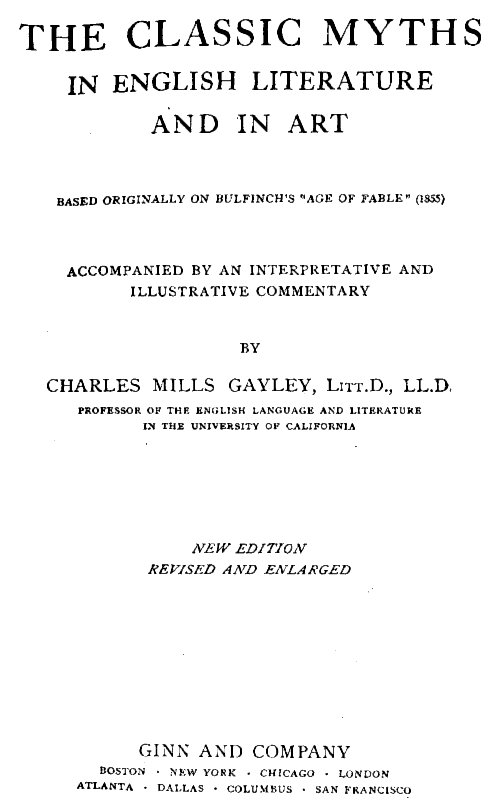 THE CLASSIC MYTHS
IN ENGLISH LITERATURE
AND IN ART
BASED ORIGINALLY ON BULFINCH'S "AGE OF FABLE" (1855)
ACCOMPANIED BY AN INTERPRETATIVE AND
ILLUSTRATIVE COMMENTARY
BY
CHARLES MILLS GAYLEY, LITT.D., LL.D.
PROFESSOR OF THE ENGLISH LANGUAGE AND LITERATURE
IN THE UNIVERSITY OF CALIFORNIA
NEW EDITION
REVISED AND ENLARGED
GINN AND COMPANY
BOSTON · NEW YORK · CHICAGO · LONDON
ATLANTA · DALLAS · COLUMBUS · SAN FRANCISCO